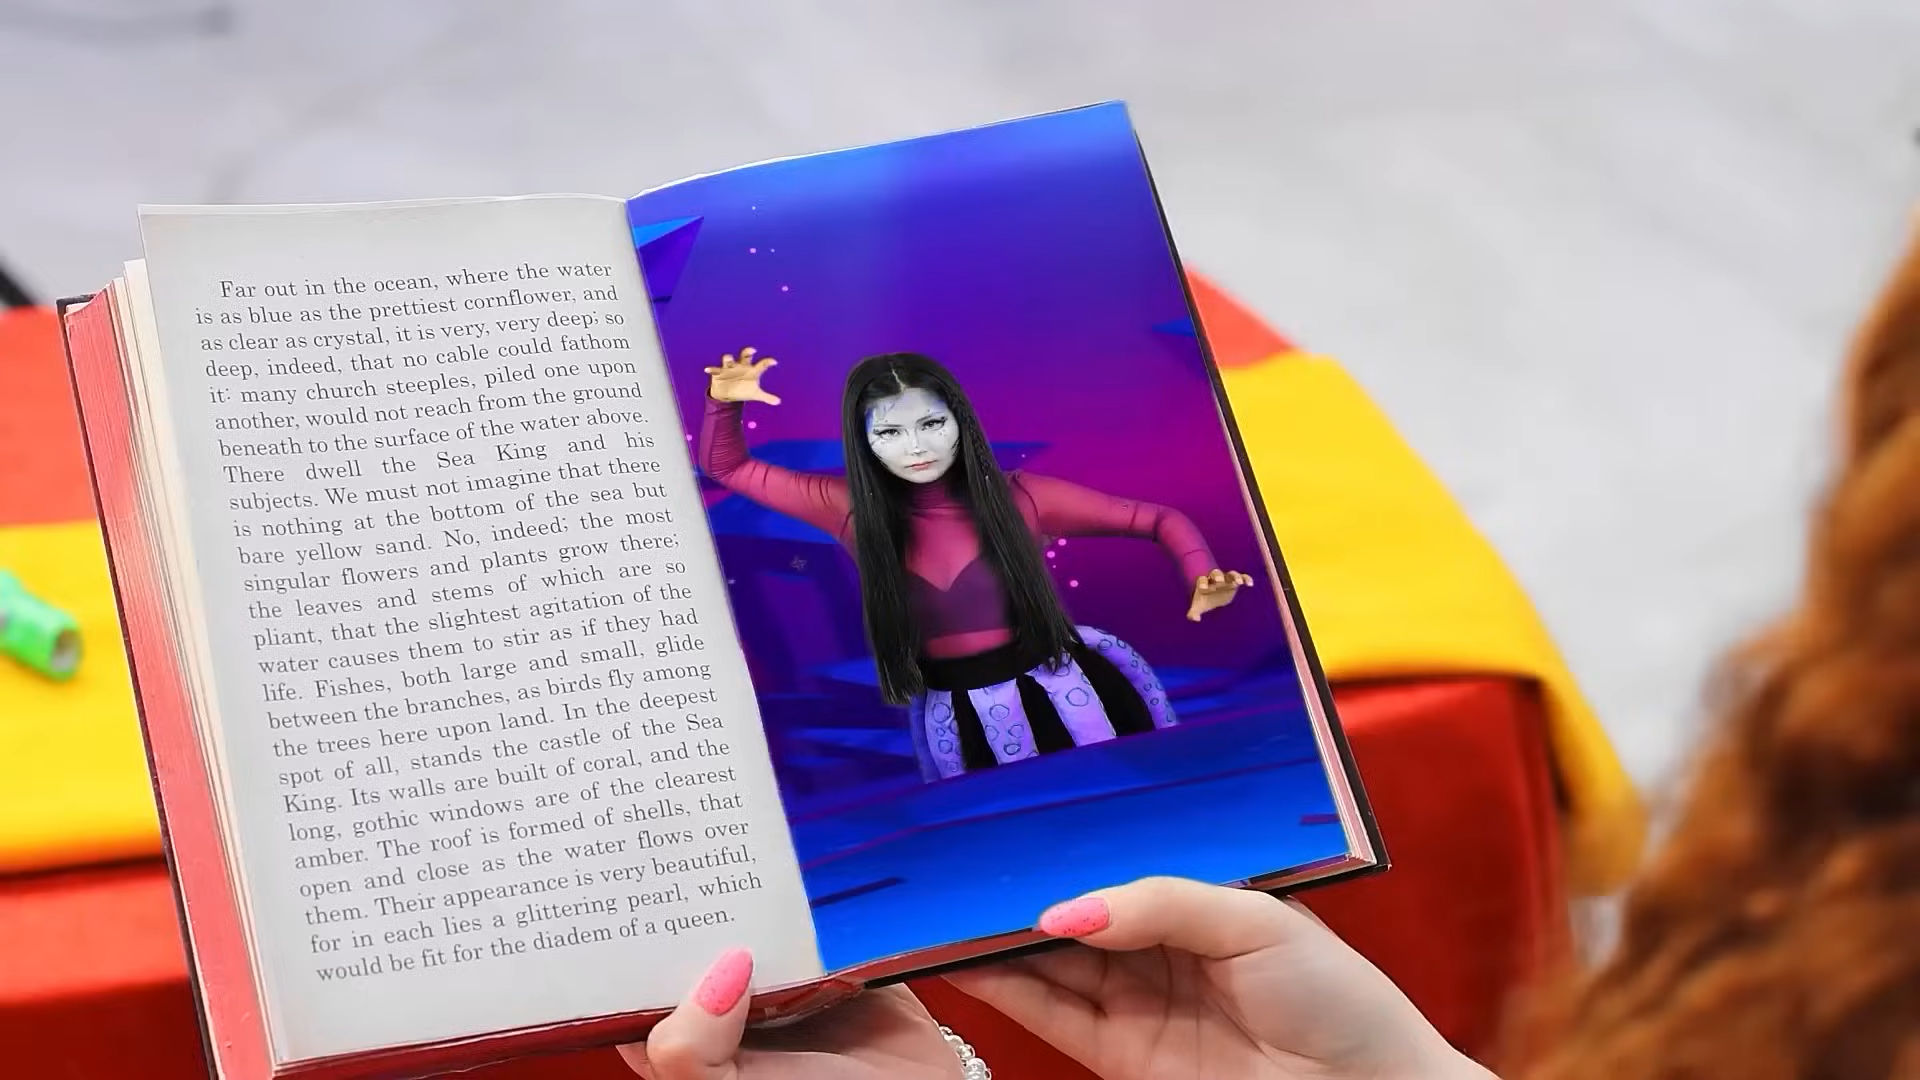 Far out in the ocean, where the water
is as blue as the prettiest cornflower, and
as clear as crystal, it is very, very deep; so
deep, indeed, that no cable could fathom
it: many church steeples, piled one upon
another, would not reach from the ground
beneath to the surface of the water above.
There dwell the Sea King and his
subjects. We must not imagine that there
is nothing at the bottom of the sea but
bare yellow sand. No, indeed; the most
singular flowers and plants grow there;
the leaves and stems of which are so
pliant, that the slightest agitation of the
water causes them to stir as if they had
life. Fishes, both large and small, glide
between the branches, as birds fly among
the trees here upon land. In the deepest
spot of all, stands the castle of the Sea
King. Its walls are built of coral, and the
long, gothic windows are of the clearest
amber. The roof is formed of shells, that
open and close as the water flows over
them. Their appearance is very beautiful,
for in each lies a glittering pearl, which
would be fit for the diadem of a queen.